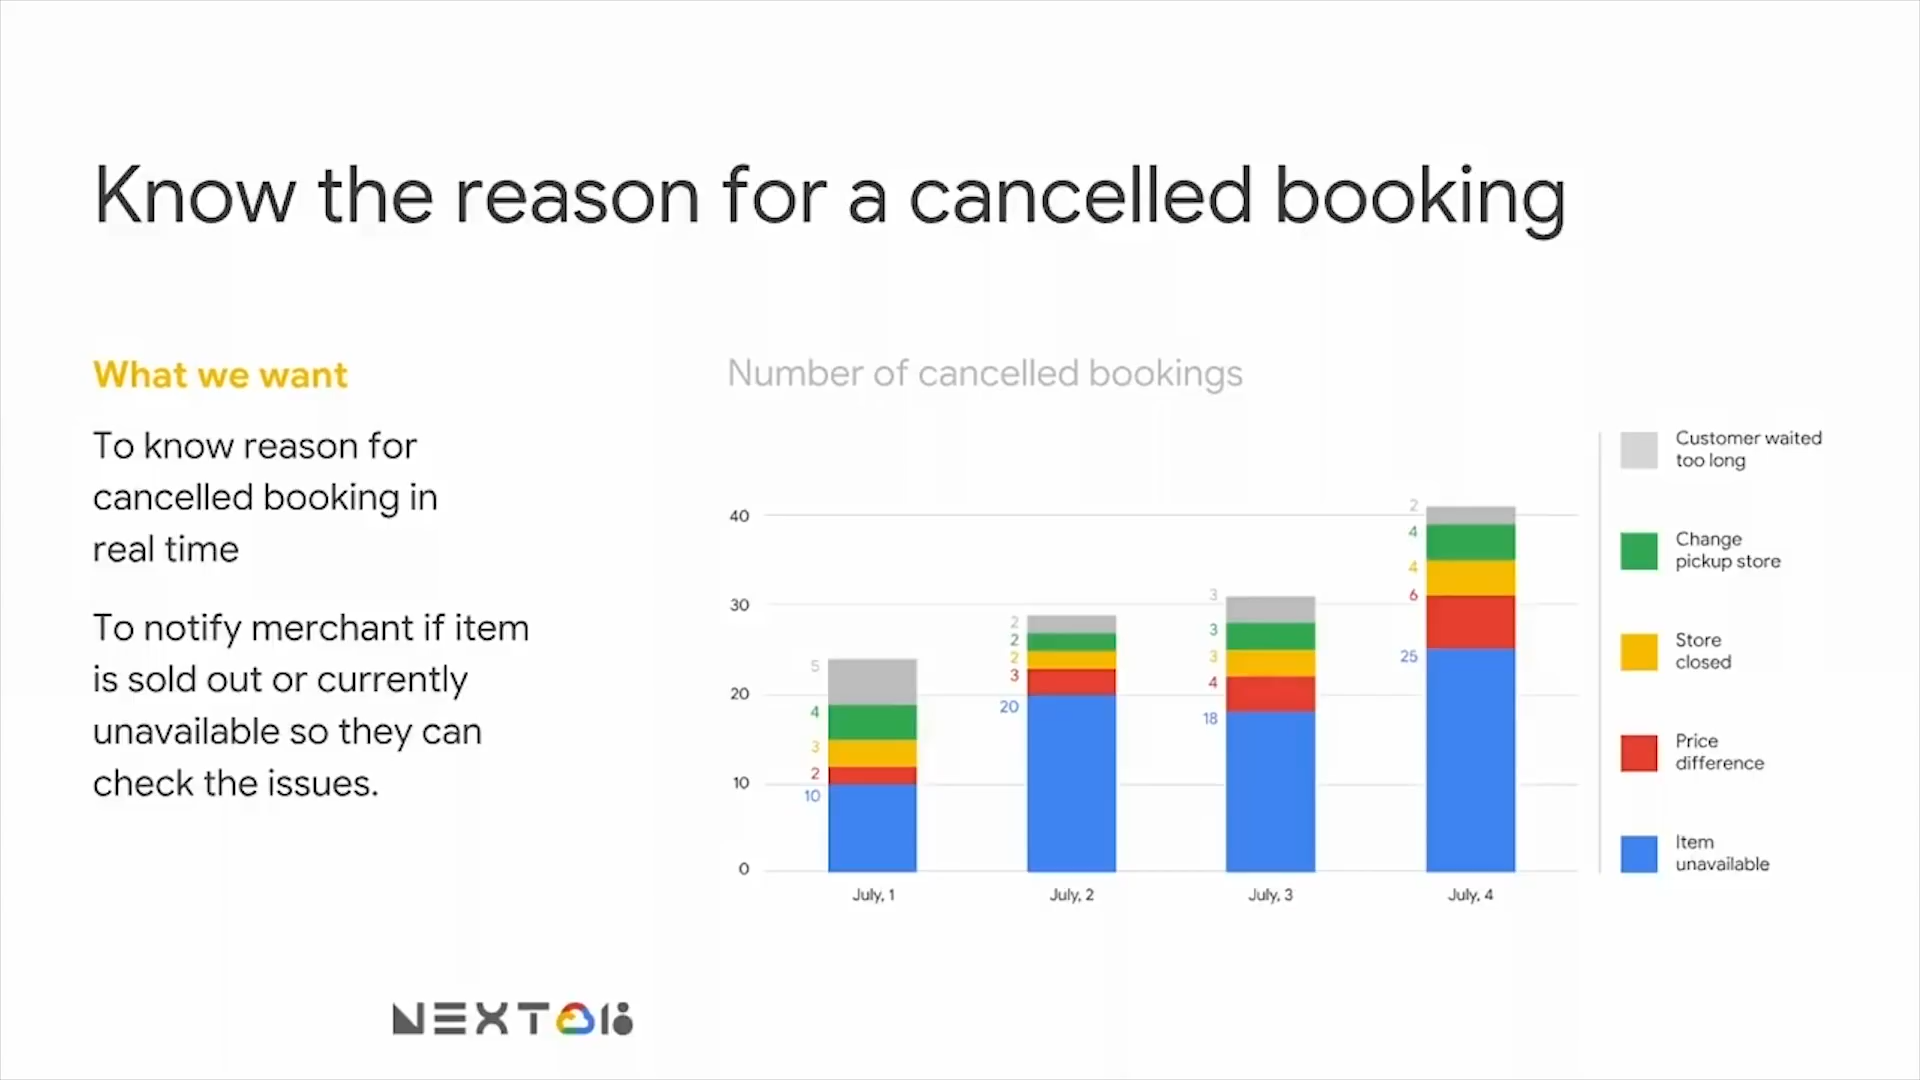 Know the reason for a cancelled booking
What we want
To know reason for
cancelled booking in
real time
To notify merchant if item
is sold out or currently
unavailable so they can
check the issues.
Number of cancelled bookings
40
30
20
10
0
5
4
3
2
10
2
2
2
3
20
3
3
3
4
18
2
4
4
6
25
July, 1
July, 2
July, 3
July, 4
Customer waited
too long
Change
pickup store
Store
closed
Price
difference
Item
unavailable
NEXT 18